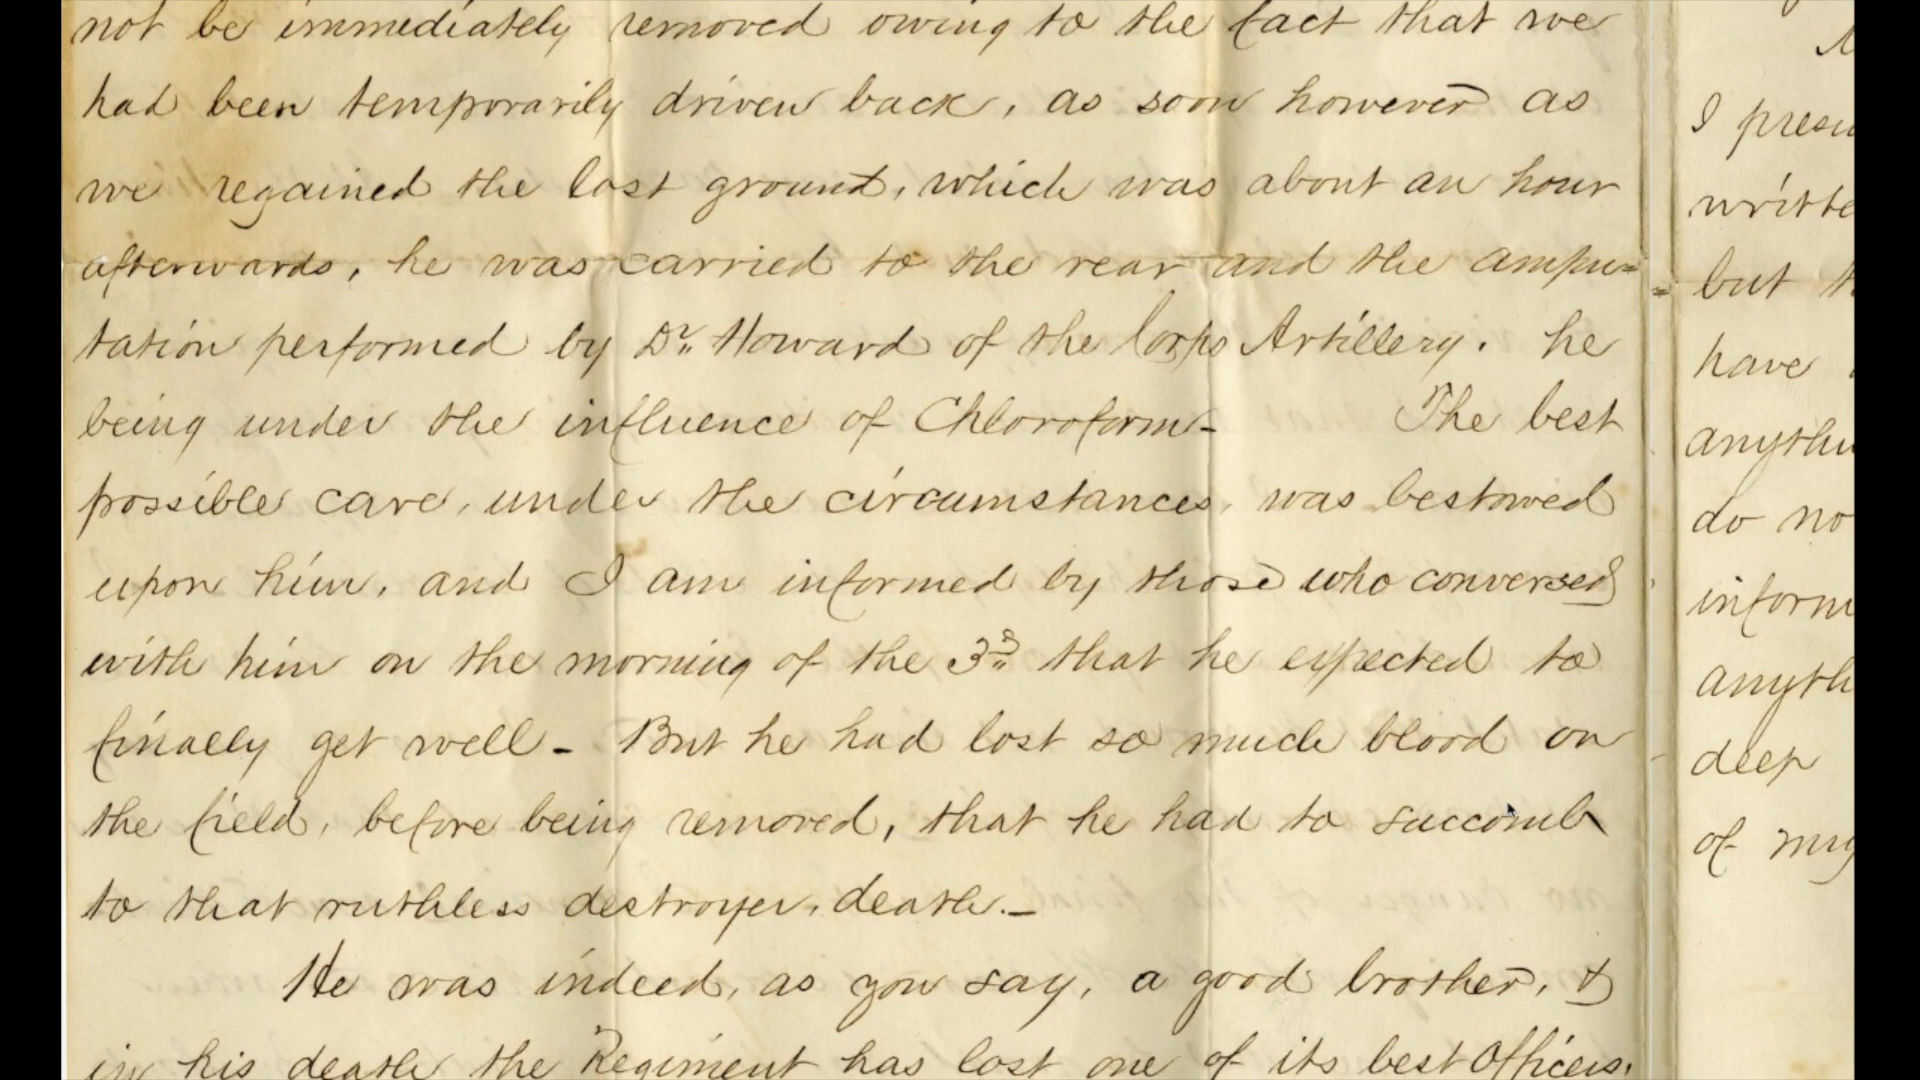 not be immediately removed owing to the fact that we
had been temporarily driven back, as soon however as
we regained the lost ground, which was about an hour
afterwards, he was carried to the rear and the ampu=
tation performed by Dr. Howard of the Corps Artillery. he
being under the influence of Chloroform-  The best
possible care, under the circumstances, was bestowed
upon him, and I am informed by those who conversed
with him on the morning of the 3d that he expected to
finally get well - But he had lost so much blood on
the field, before being removed, that he had to succomb
to that ruthless destroyer, death.-
He was indeed, as you say, a good brother, &
in his death the Regiment has lost one of its best Officers.
I presu
writte
but
have
anythi
do no
inform
anyth
deep
of my